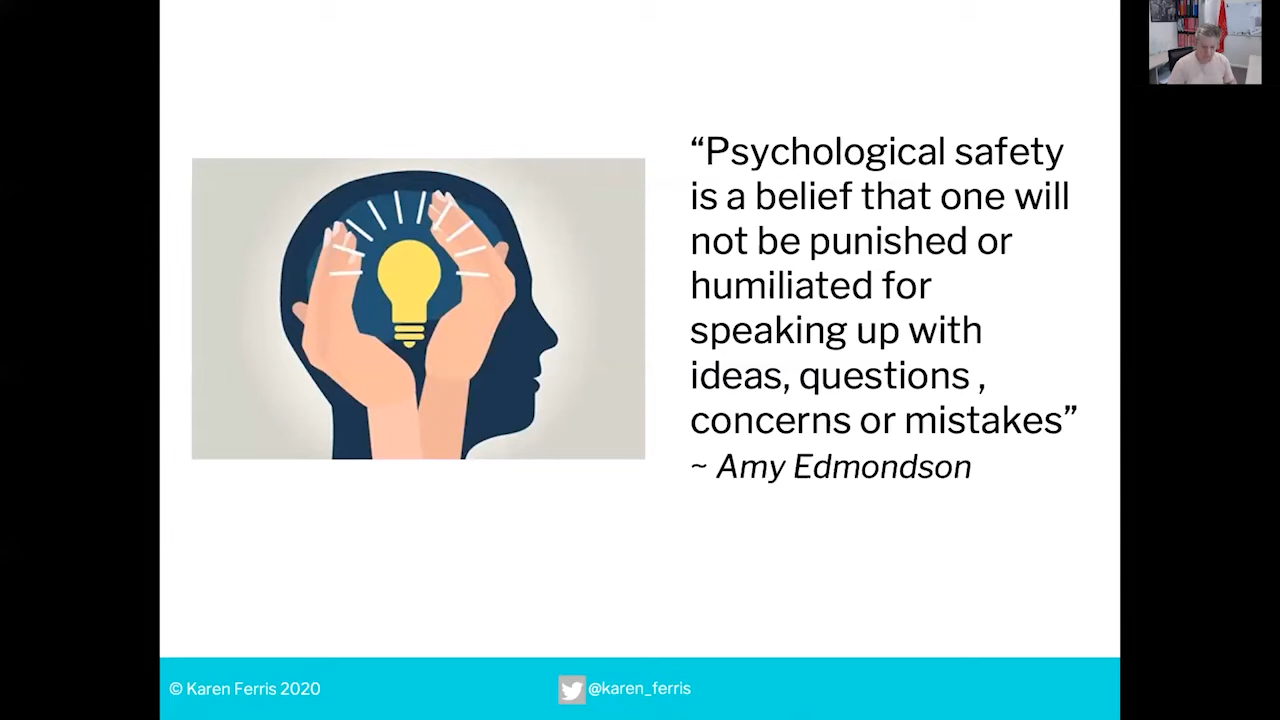 “Psychological safety
is a belief that one will
not be punished or
humiliated for
speaking up with
ideas, questions ,
concerns or mistakes”
~ Amy Edmondson
© Karen Ferris 2020
@karen_ferris